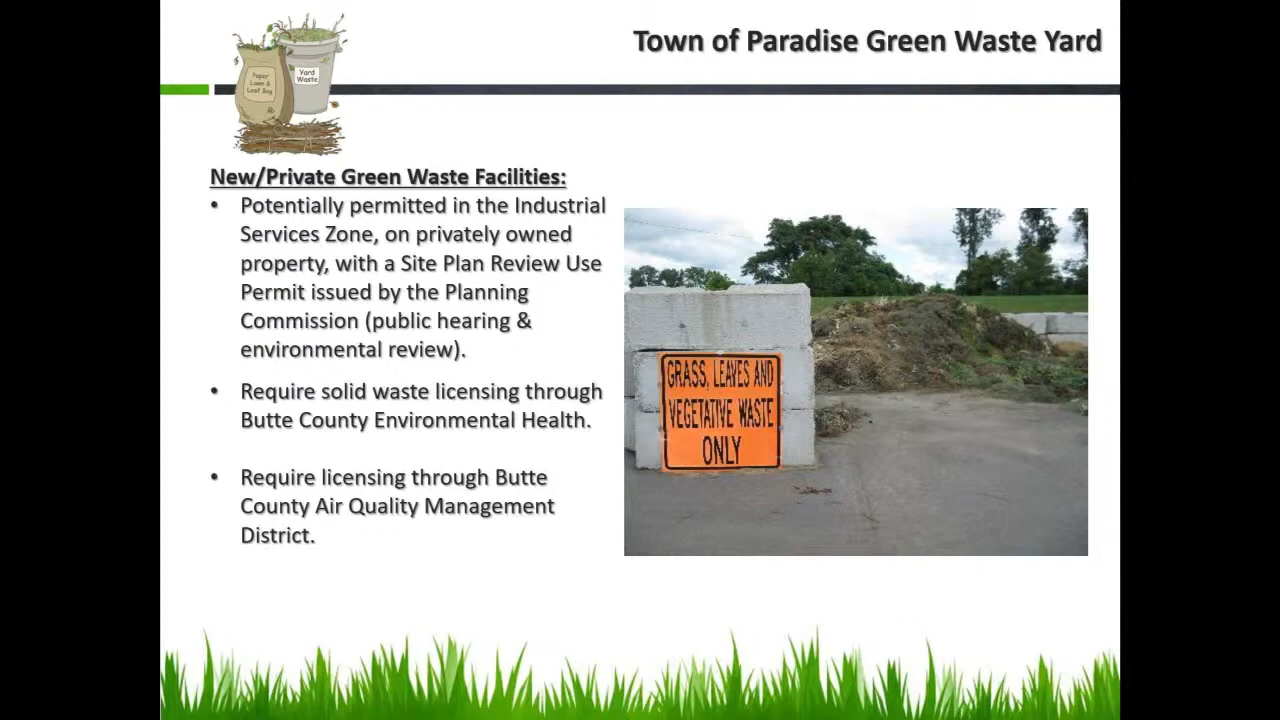 Town of Paradise Green Waste Yard
Paper
Lawn &
Leaf Bag
Yard
Waste
New/Private Green Waste Facilities:
• Potentially permitted in the Industrial
Services Zone, on privately owned
property, with a Site Plan Review Use
Permit issued by the Planning
Commission (public hearing &
environmental review).
• Require solid waste licensing through
Butte County Environmental Health.
• Require licensing through Butte
County Air Quality Management
District.
GRASS, LEAVES AND
VEGETATIVE WASTE
ONLY